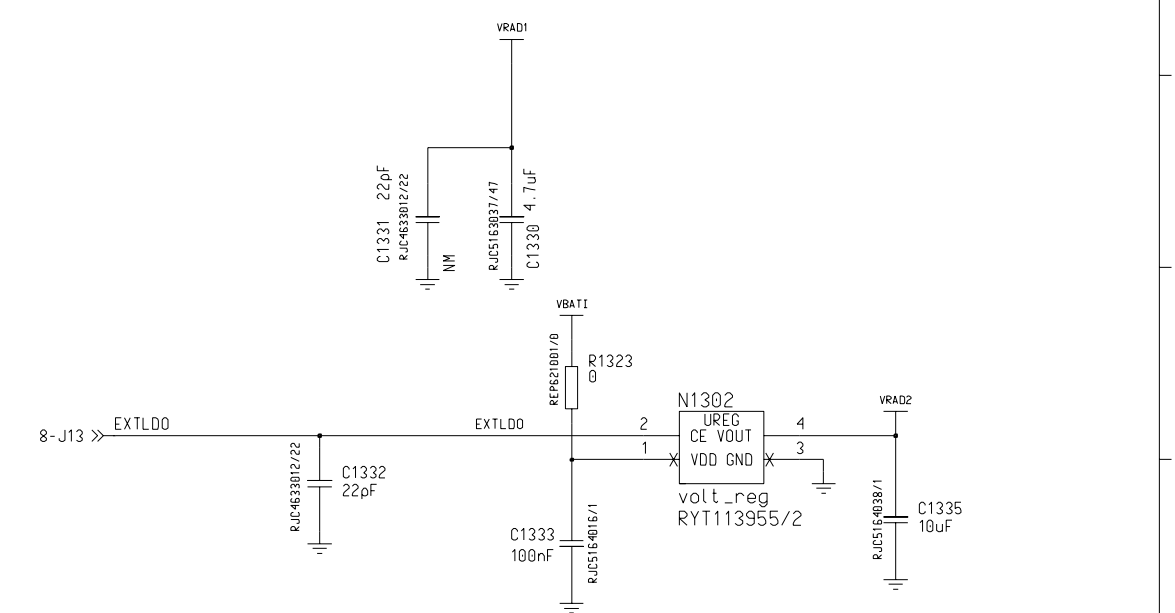 VRAD1
C1331 22pF
RJC4633012/22
NM
RJC5163037/47
C1330 4.7uF
VBATI
REP621001/0
R1323
0
N1302
VRAD2
8-J13
EXTLDO
EXTLDO
2
UREG
CE VOUT
4
1
VDD GND
3
RJC4633012/22
C1332
22pF
volt_reg
RYT113955/2
C1333
100nF
RJC5164016/1
RJC5164038/1
C1335
10uF